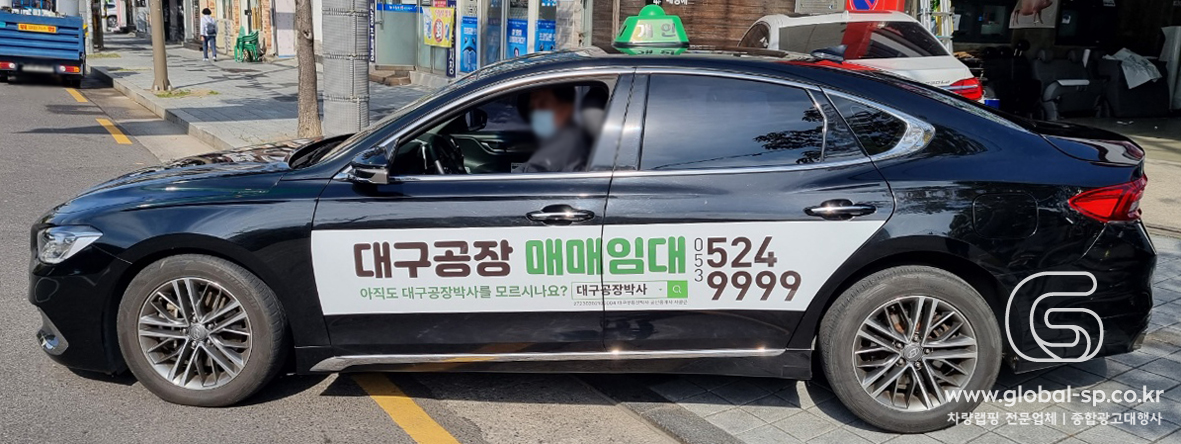 개인
대구공장 매매임대 053 524 9999
아직도 대구공장박사를 모르시나요? 대구공장박사
www.global-sp.co.kr
차량랩핑 전문업체 | 종합광고대행사